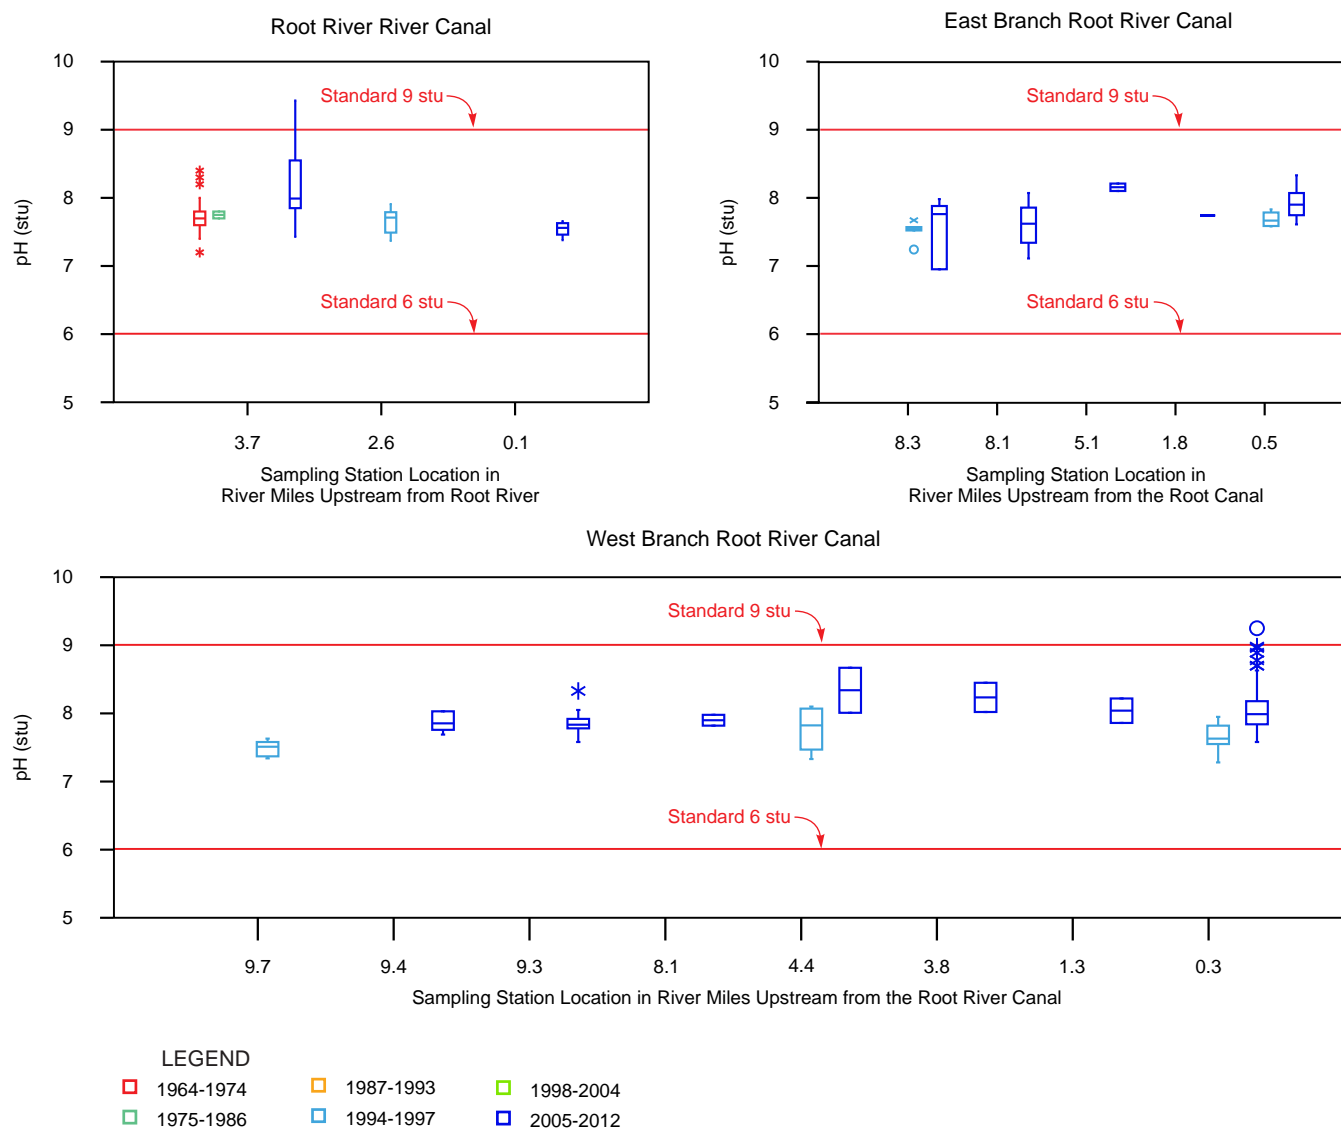 Root River River Canal
10
9
8
7
6
5
pH (stu)
Standard 9 stu
Standard 6 stu
3.7 2.6 0.1
Sampling Station Location in
River Miles Upstream from Root River
East Branch Root River Canal
10
9
8
7
6
5
pH (stu)
Standard 9 stu
Standard 6 stu
8.3 8.1 5.1 1.8 0.5
Sampling Station Location in
River Miles Upstream from the Root Canal
West Branch Root River Canal
10
9
8
7
6
5
pH (stu)
Standard 9 stu
Standard 6 stu
9.7 9.4 9.3 8.1 4.4 3.8 1.3 0.3
Sampling Station Location in River Miles Upstream from the Root River Canal
LEGEND
1964-1974 1987-1993 1998-2004
1975-1986 1994-1997 2005-2012